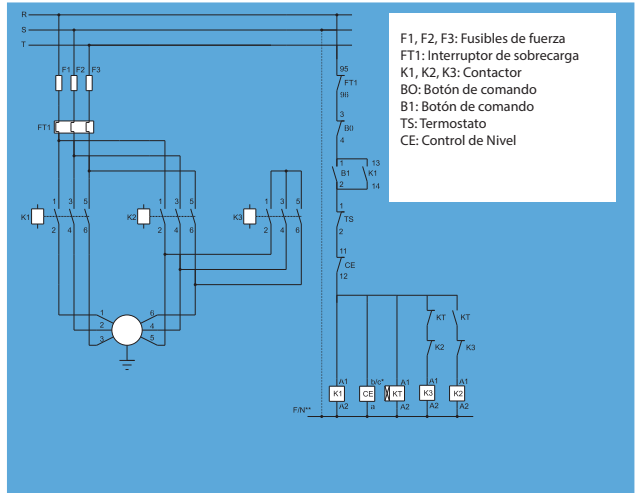 R
S
T
F1 F2 F3
FT1
K1
1 3 5
2 4 6
K2
1 3 5
2 4 6
K3
1 3 5
2 4 6
1
2
3
6
4
5
95
FT1
96
3
B0
4
1
B1
2
13
K1
14
1
TS
2
11
CE
12
KT
K2
KT
K3
K1
CE
b/c*
a
KT
A1
A2
K3
A1
A2
K2
A1
A2
A1
A2
F/N**
F1, F2, F3: Fusibles de fuerza
FT1: Interruptor de sobrecarga
K1, K2, K3: Contactor
BO: Botón de comando
B1: Botón de comando
TS: Termostato
CE: Control de Nivel